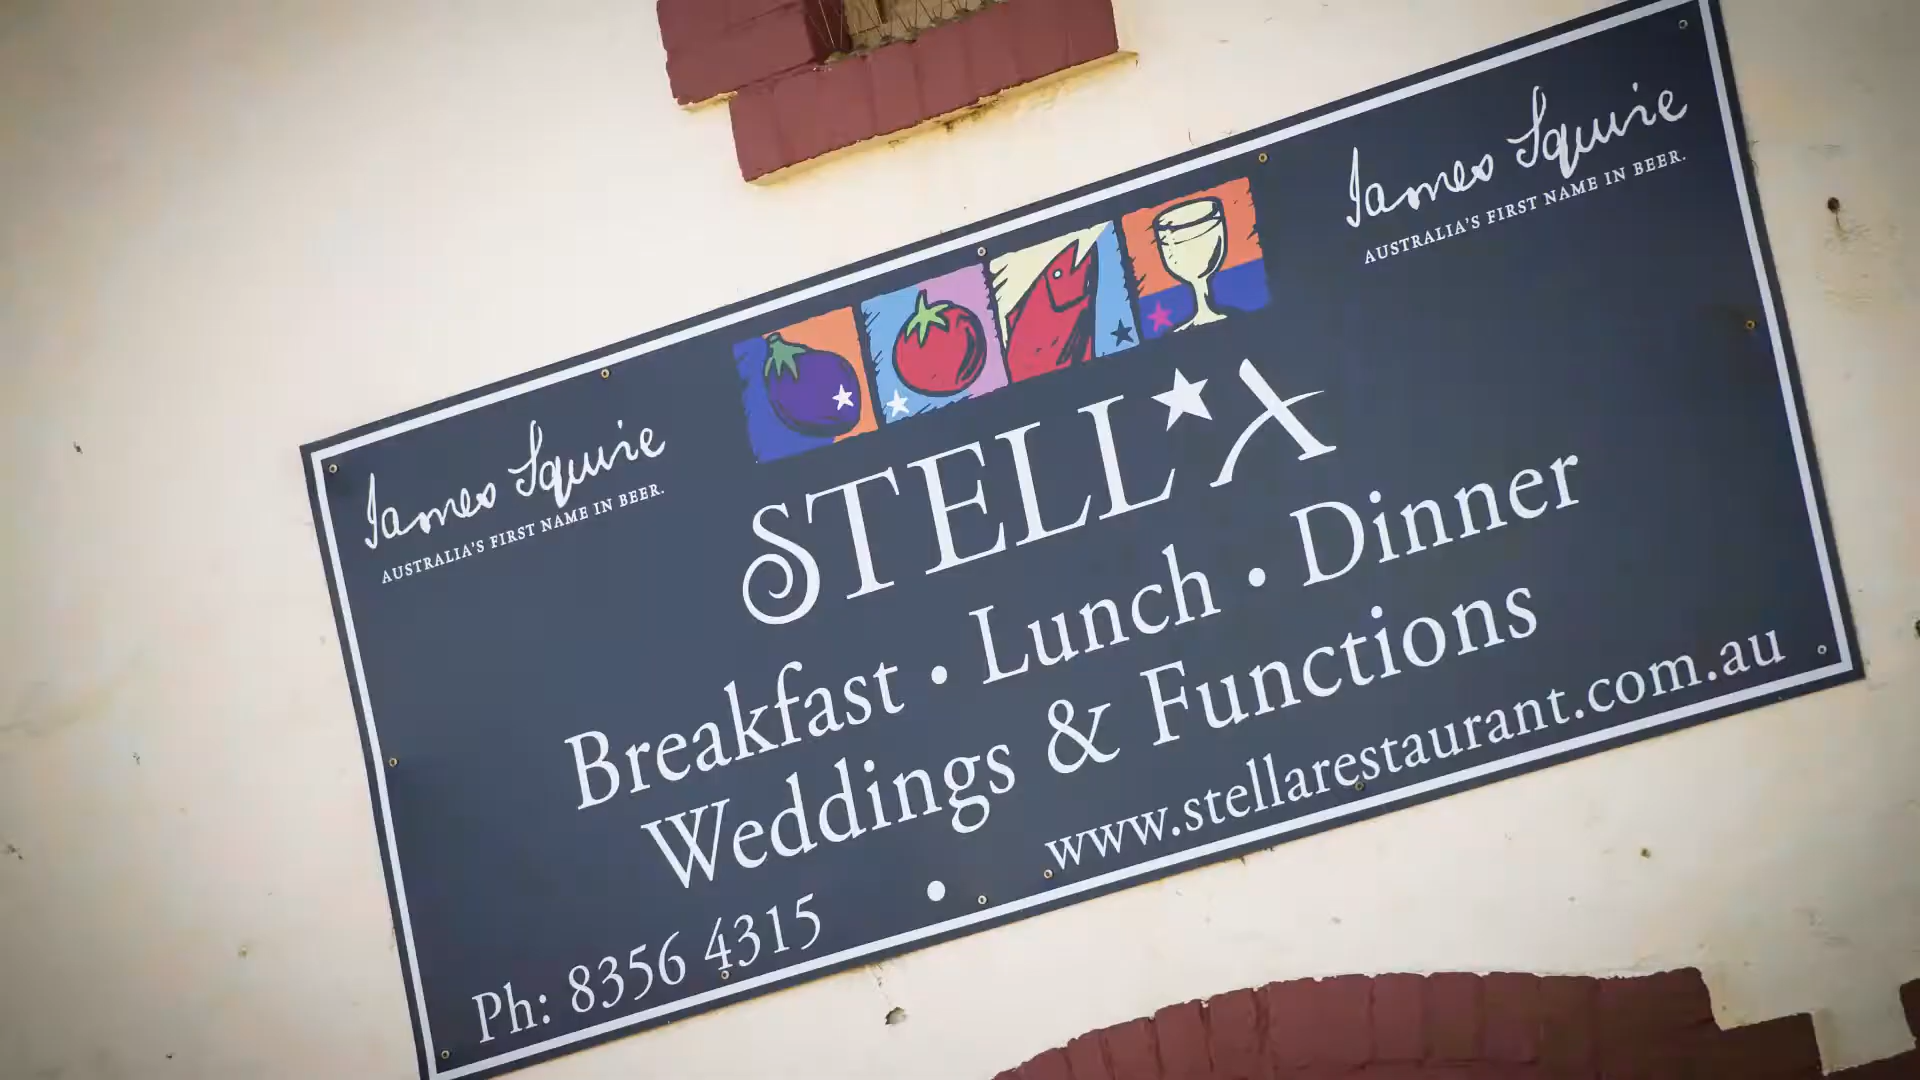 James Squire
AUSTRALIA'S FIRST NAME IN BEER.
James Squire
AUSTRALIA'S FIRST NAME IN BEER.
STELLA
Breakfast • Lunch • Dinner
Weddings & Functions
Ph: 8356 4315 • www.stellarestaurant.com.au